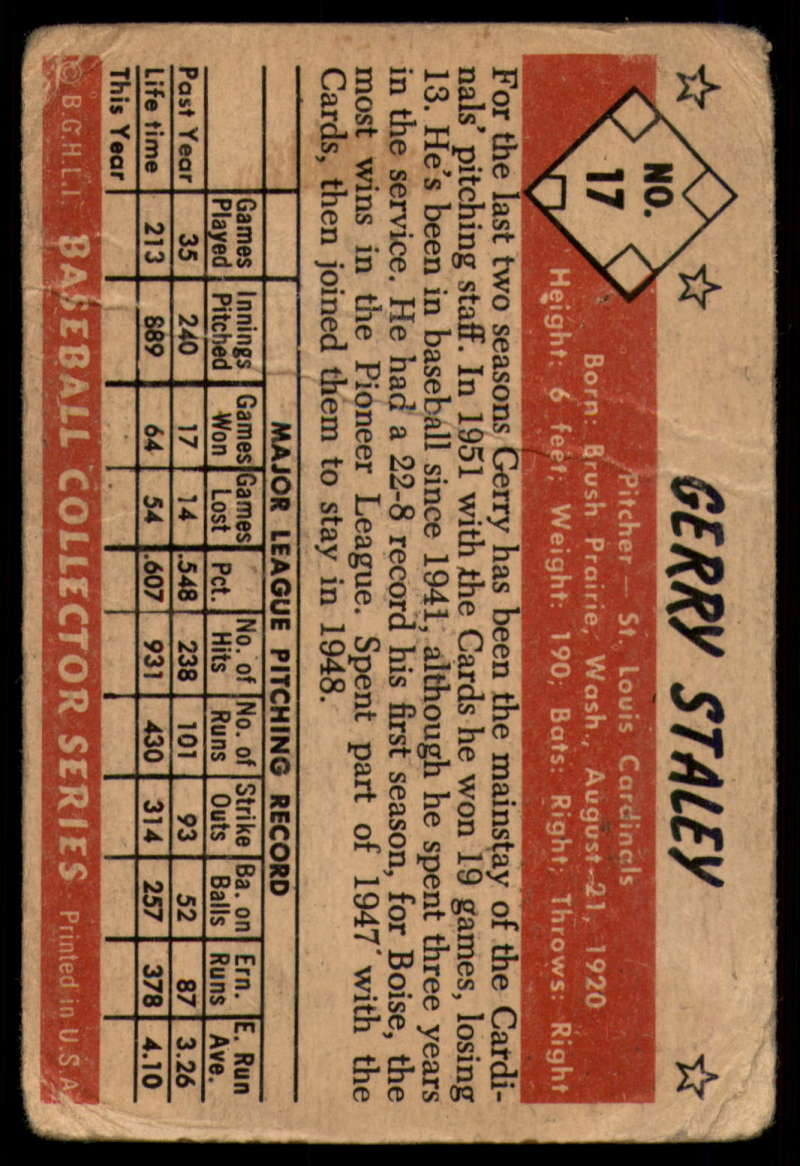 GERRY STALEY
NO.
17
Pitcher — St. Louis Cardinals
Born: Brush Prairie, Wash., August 21, 1920
Height: 6 feet; Weight: 190; Bats: Right; Throws: Right
For the last two seasons Gerry has been the mainstay of the Cardi-
nals' pitching staff. In 1951 with the Cards he won 19 games, losing
13. He's been in baseball since 1941, although he spent three years
in the service. He had a 22-8 record his first season, for Boise, the
most wins in the Pioneer League. Spent part of 1947 with the
Cards, then joined them to stay in 1948.
MAJOR LEAGUE PITCHING RECORD
Games Innings Games Games Pct. No. of No. of Strike Ba. on Ern. E. Run
Played Pitched Won Lost Hits Runs Outs Balls Runs Ave.
Past Year 35 240 17 14 .548 238 101 93 52 87 3.26
Life time 213 889 64 54 .607 931 430 314 257 378 4.10
This Year
© B.G.H.L.I. BASEBALL COLLECTOR SERIES Printed in U.S.A.